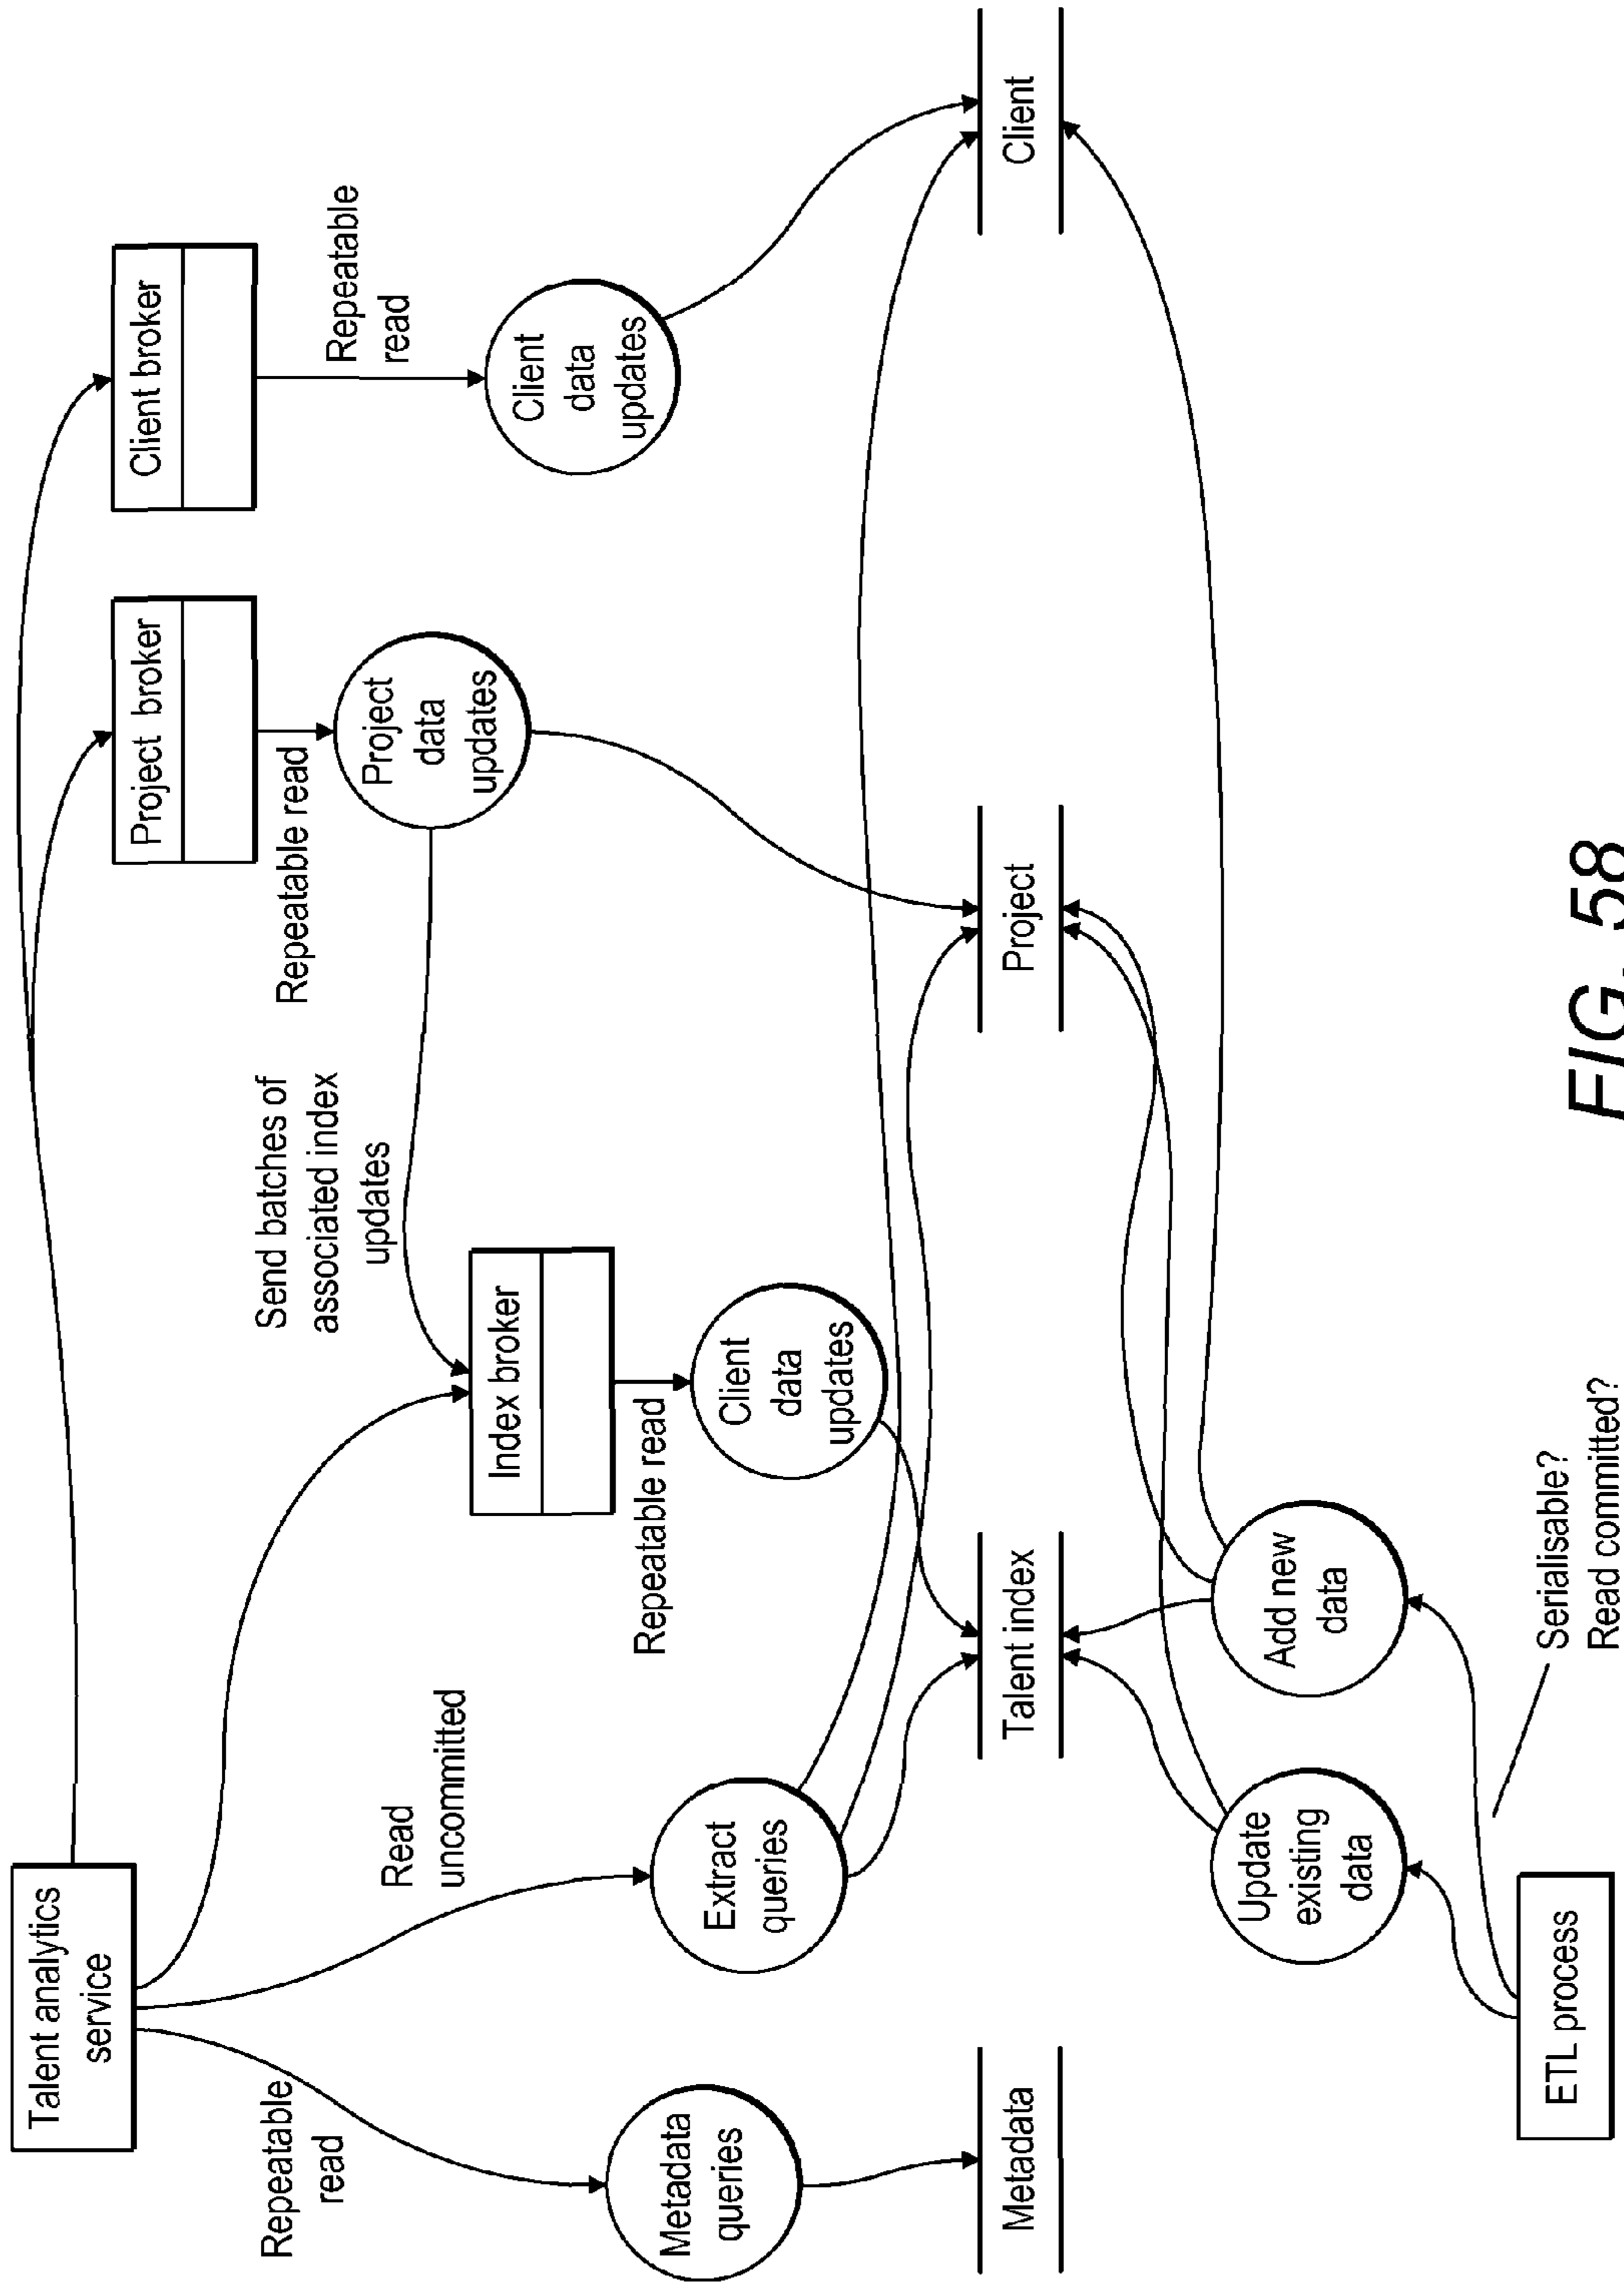 Talent analytics
service
Client broker
Project broker
Repeatable
read
Repeatable read
Client
data
updates
Project
data
updates
Send batches of
associated index
updates
Index broker
Repeatable read
Client
data
updates
Read
uncommitted
Repeatable
read
Extract
queries
Metadata
queries
Metadata
Talent index
Project
Client
Update
existing
data
Add new
data
Serialisable?
Read committed?
ETL process
FIG. 58